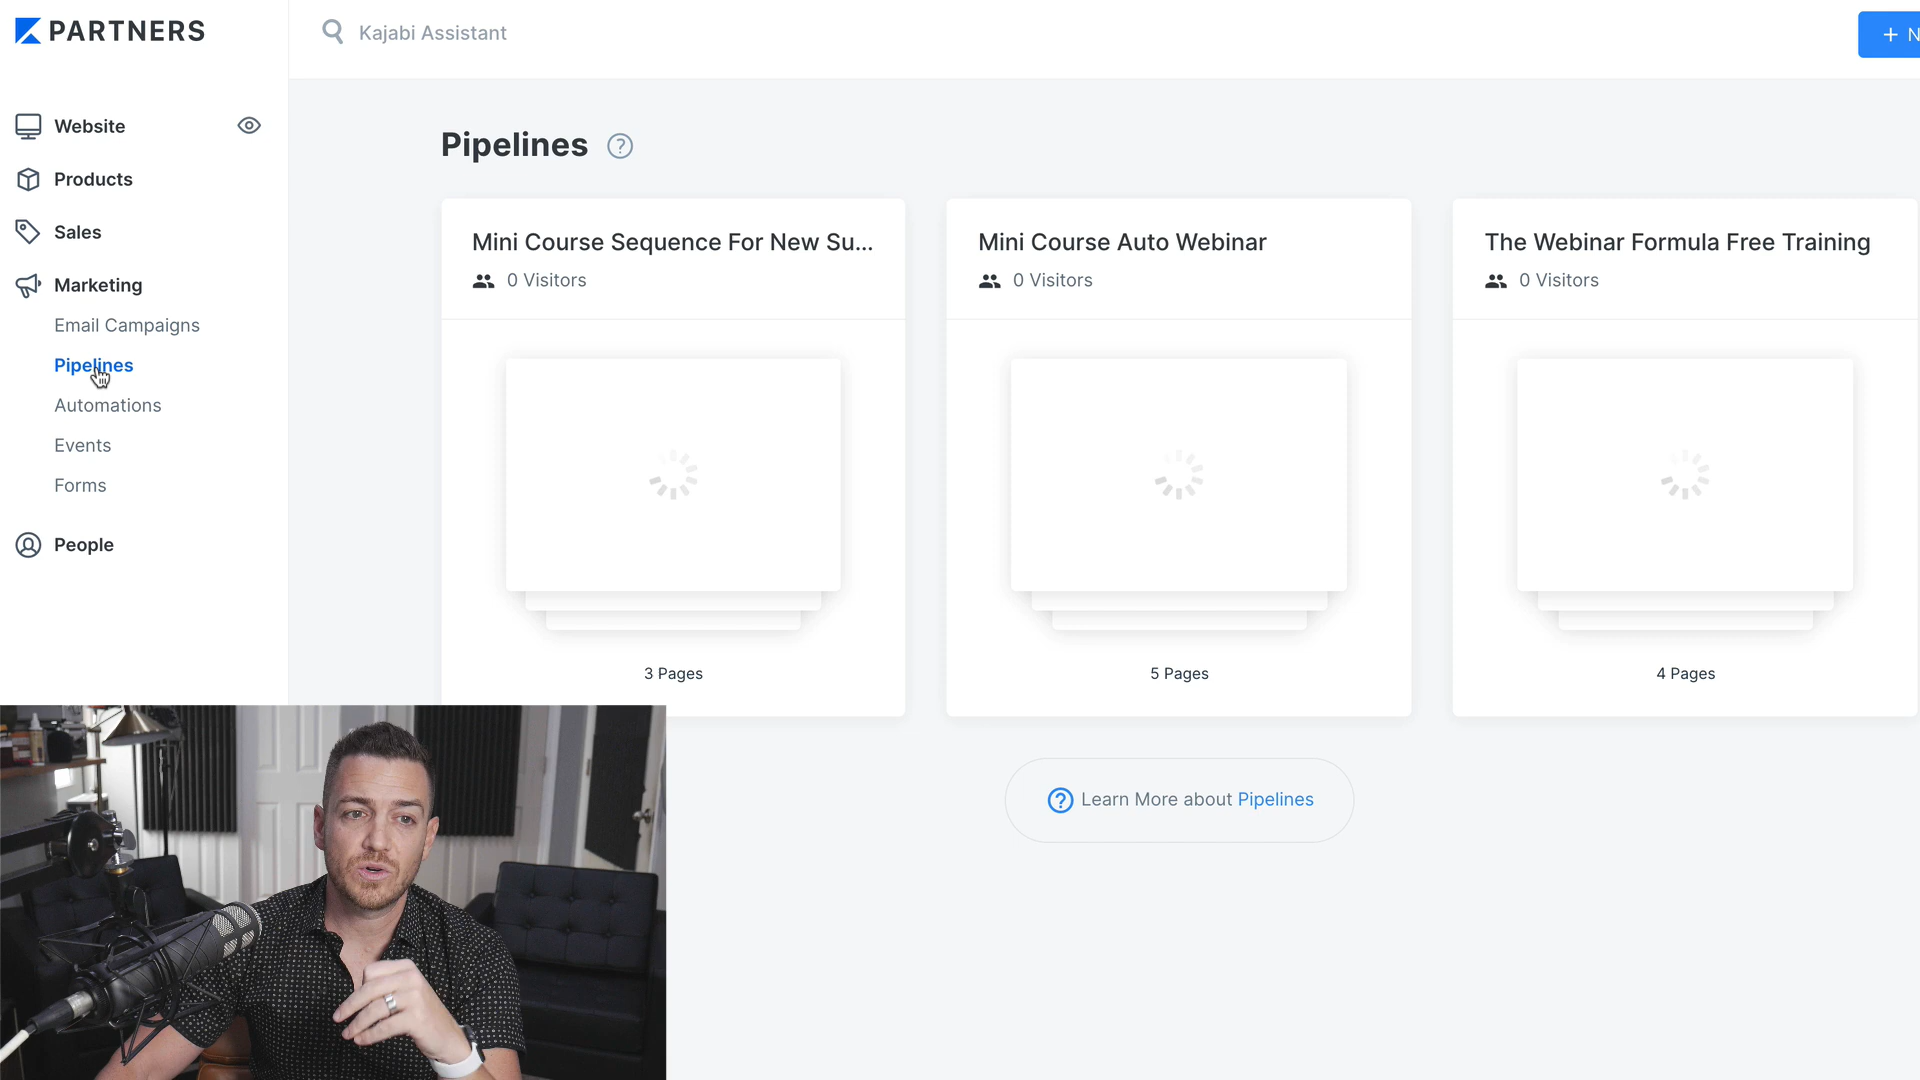 PARTNERS
Kajabi Assistant
Website
Products
Sales
Marketing
Email Campaigns
Pipelines
Automations
Events
Forms
People
Pipelines
Mini Course Sequence For New Su...
0 Visitors
3 Pages
Mini Course Auto Webinar
0 Visitors
5 Pages
The Webinar Formula Free Training
0 Visitors
4 Pages
Learn More about Pipelines